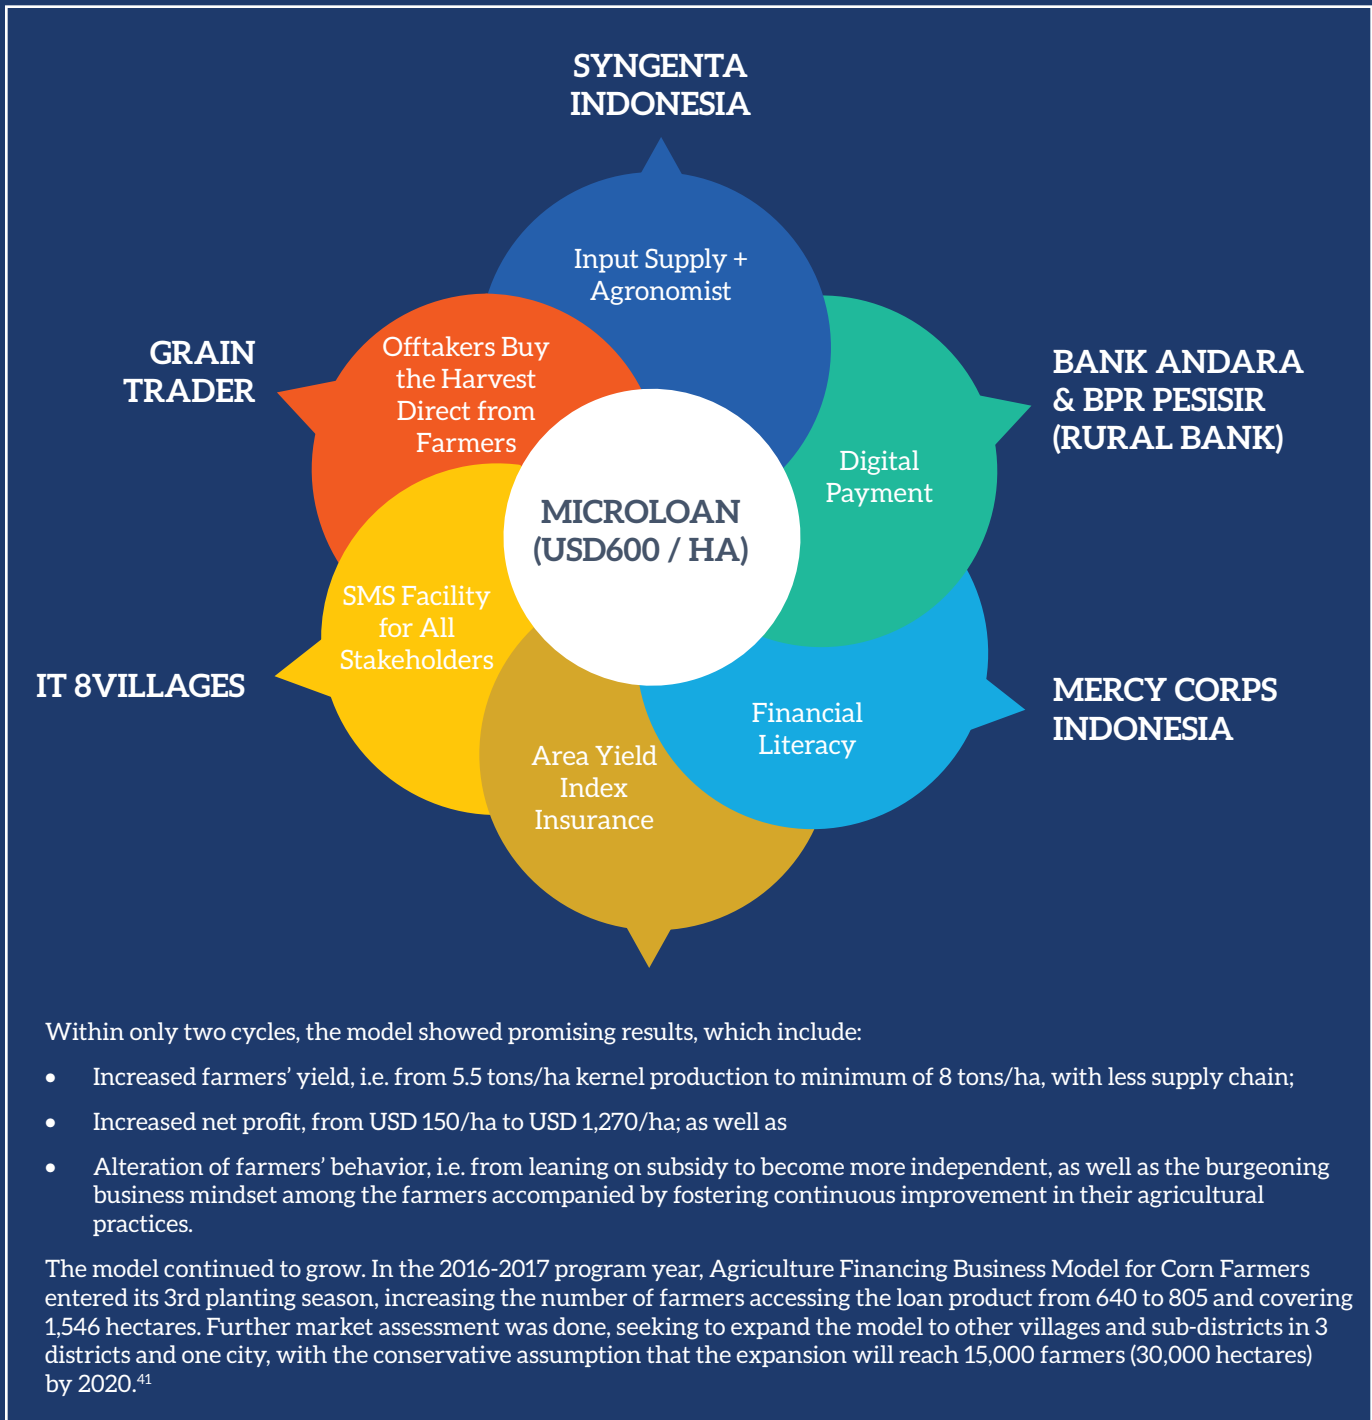 SYNGENTA
INDONESIA
Input Supply +
Agronomist
GRAIN
TRADER
Offtakers Buy
the Harvest
Direct from
Farmers
BANK ANDARA
& BPR PESISIR
(RURAL BANK)
Digital
Payment
MICROLOAN
(USD600 / HA)
SMS Facility
for All
Stakeholders
IT 8VILLAGES
MERCY CORPS
INDONESIA
Financial
Literacy
Area Yield
Index
Insurance
Within only two cycles, the model showed promising results, which include:
• Increased farmers’ yield, i.e. from 5.5 tons/ha kernel production to minimum of 8 tons/ha, with less supply chain;
• Increased net profit, from USD 150/ha to USD 1,270/ha; as well as
• Alteration of farmers’ behavior, i.e. from leaning on subsidy to become more independent, as well as the burgeoning
business mindset among the farmers accompanied by fostering continuous improvement in their agricultural
practices.
The model continued to grow. In the 2016-2017 program year, Agriculture Financing Business Model for Corn Farmers
entered its 3rd planting season, increasing the number of farmers accessing the loan product from 640 to 805 and covering
1,546 hectares. Further market assessment was done, seeking to expand the model to other villages and sub-districts in 3
districts and one city, with the conservative assumption that the expansion will reach 15,000 farmers (30,000 hectares)
by 2020.41